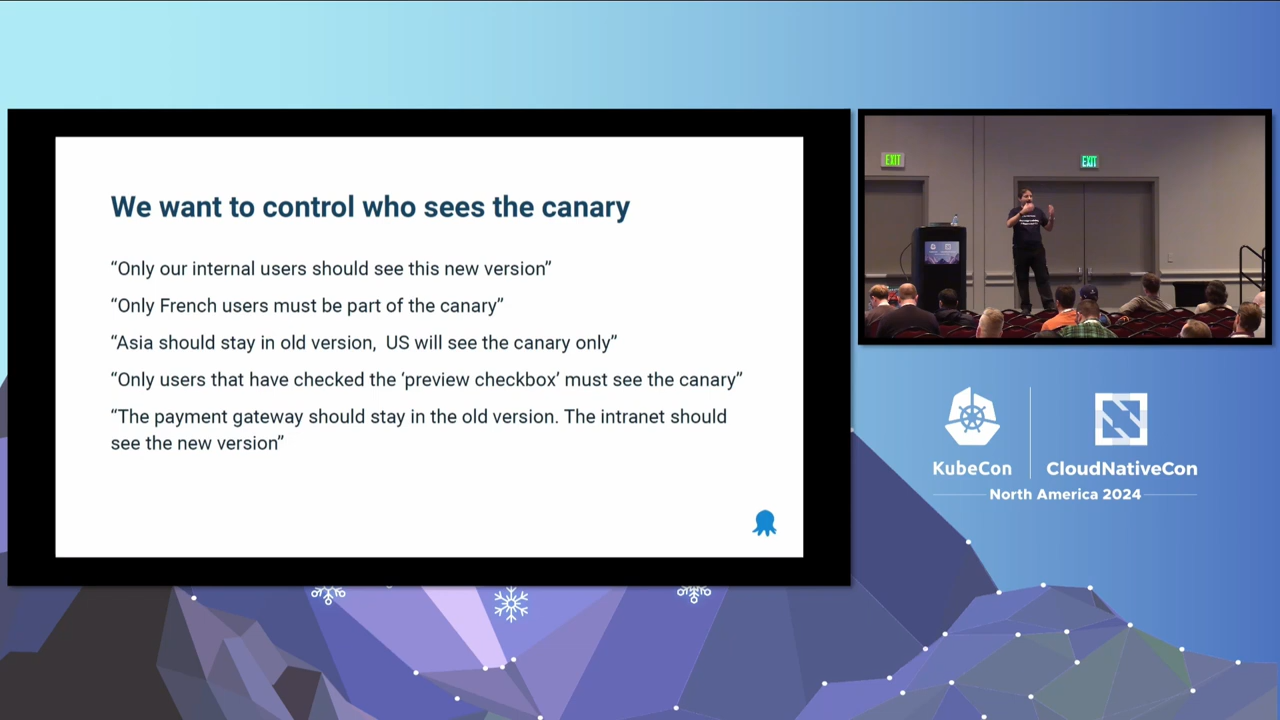 We want to control who sees the canary
“Only our internal users should see this new version”
“Only French users must be part of the canary”
“Asia should stay in old version,  US will see the canary only”
“Only users that have checked the ‘preview checkbox’ must see the canary”
“The payment gateway should stay in the old version. The intranet should
see the new version”
EXIT
EXIT
KubeCon
CloudNativeCon
North America 2024